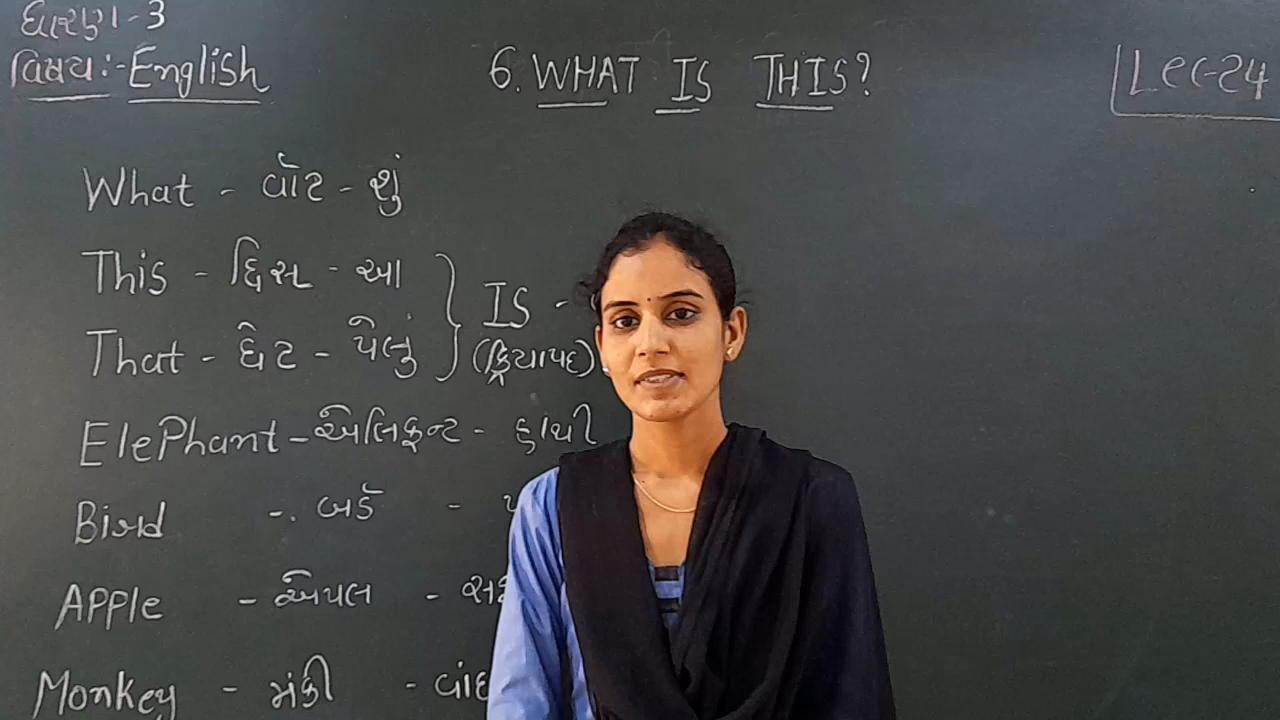 ધોરણ-3
વિષય:-English
6. WHAT IS THIS?
Lec-24
What - વૉટ - શું
This - ધિસ - આ
That - ધેટ - પેલું
IS -
(ક્રિયાપદ)
Elephant - એલિફન્ટ - હાથી
Bird - બર્ડ -
Apple - એપલ -
Monkey - મંકી -